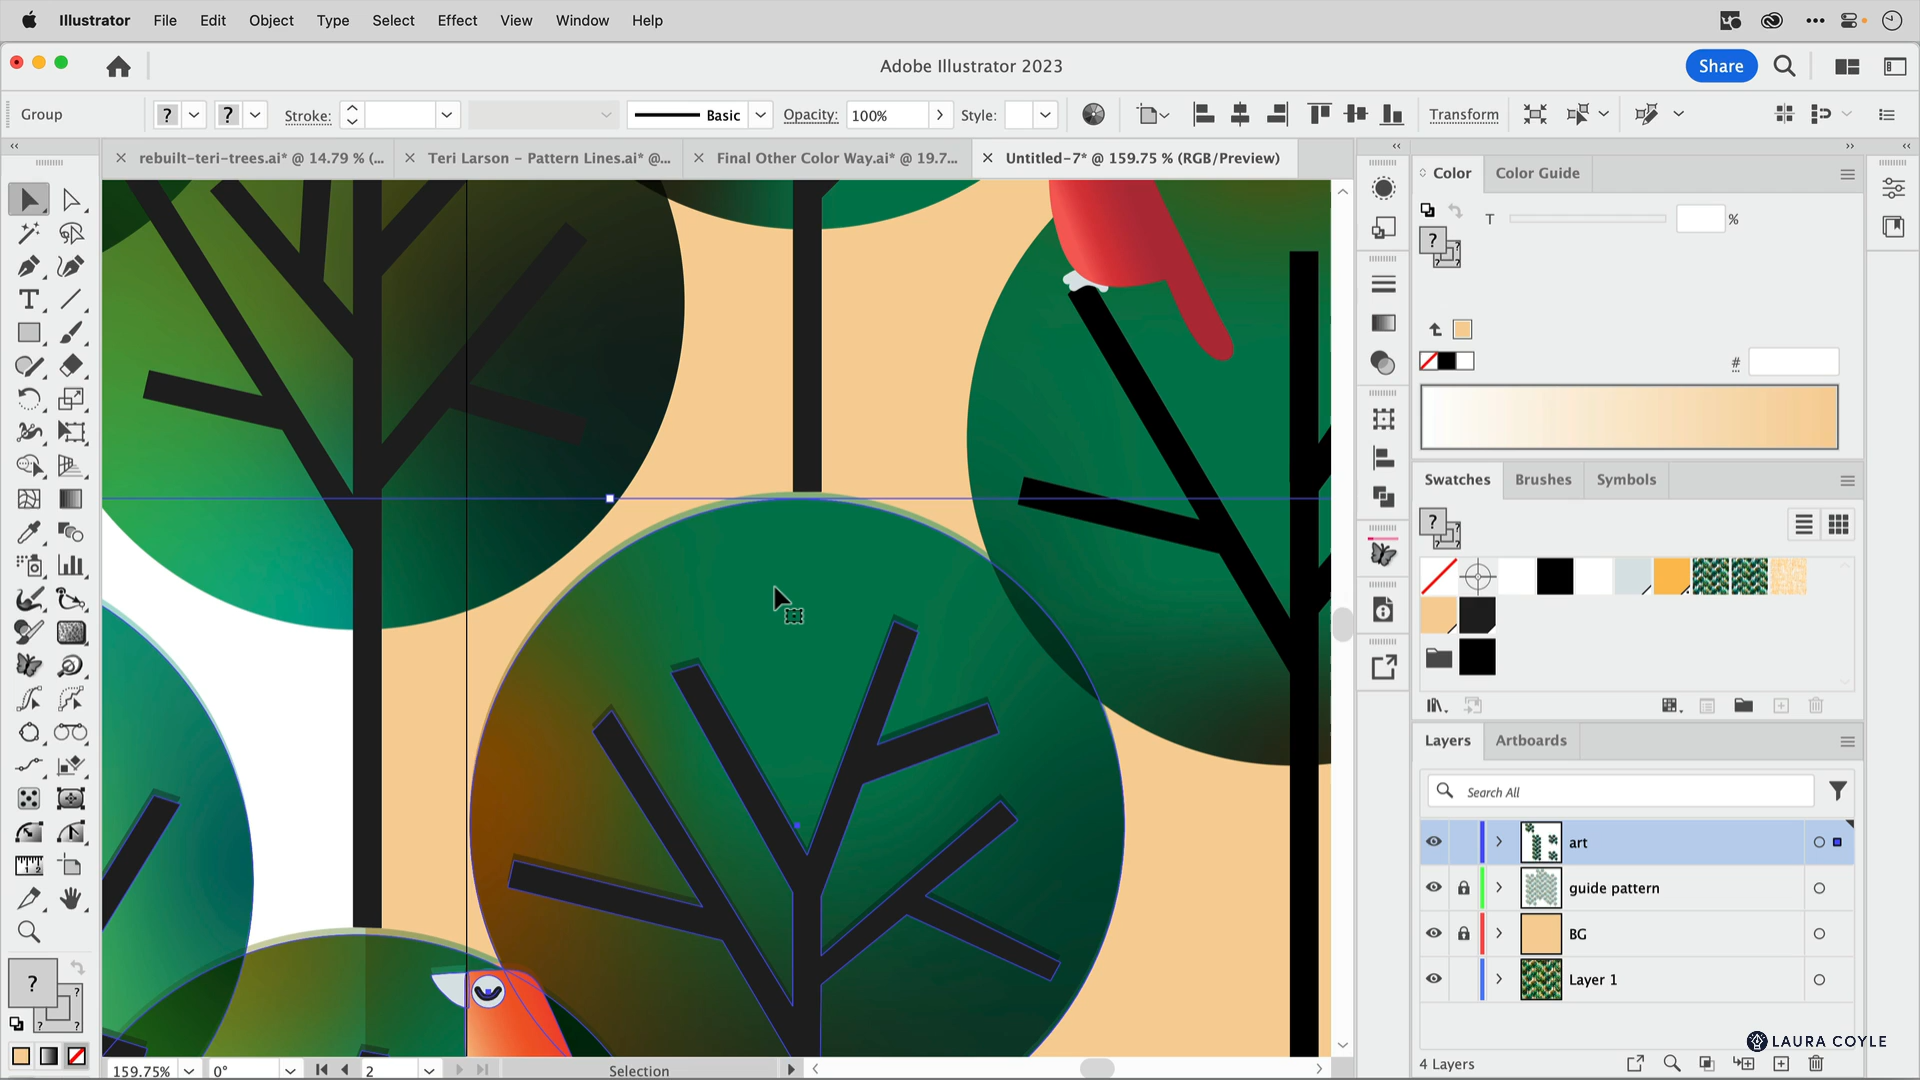 Illustrator File Edit Object Type Select Effect View Window Help
Adobe Illustrator 2023
Share
Group
?
?
Stroke:
Basic
Opacity:
100%
Style:
Transform
rebuilt-teri-trees.ai* @ 14.79 % (...
Teri Larson - Pattern Lines.ai* @...
Final Other Color Way.ai* @ 19.7...
Untitled-7* @ 159.75 % (RGB/Preview)
Color
Color Guide
T
%
?
#
Swatches
Brushes
Symbols
?
Layers
Artboards
Search All
art
guide pattern
BG
Layer 1
?
?
?
?
LAURA COYLE
4 Layers
159.75%
0°
2
Selection